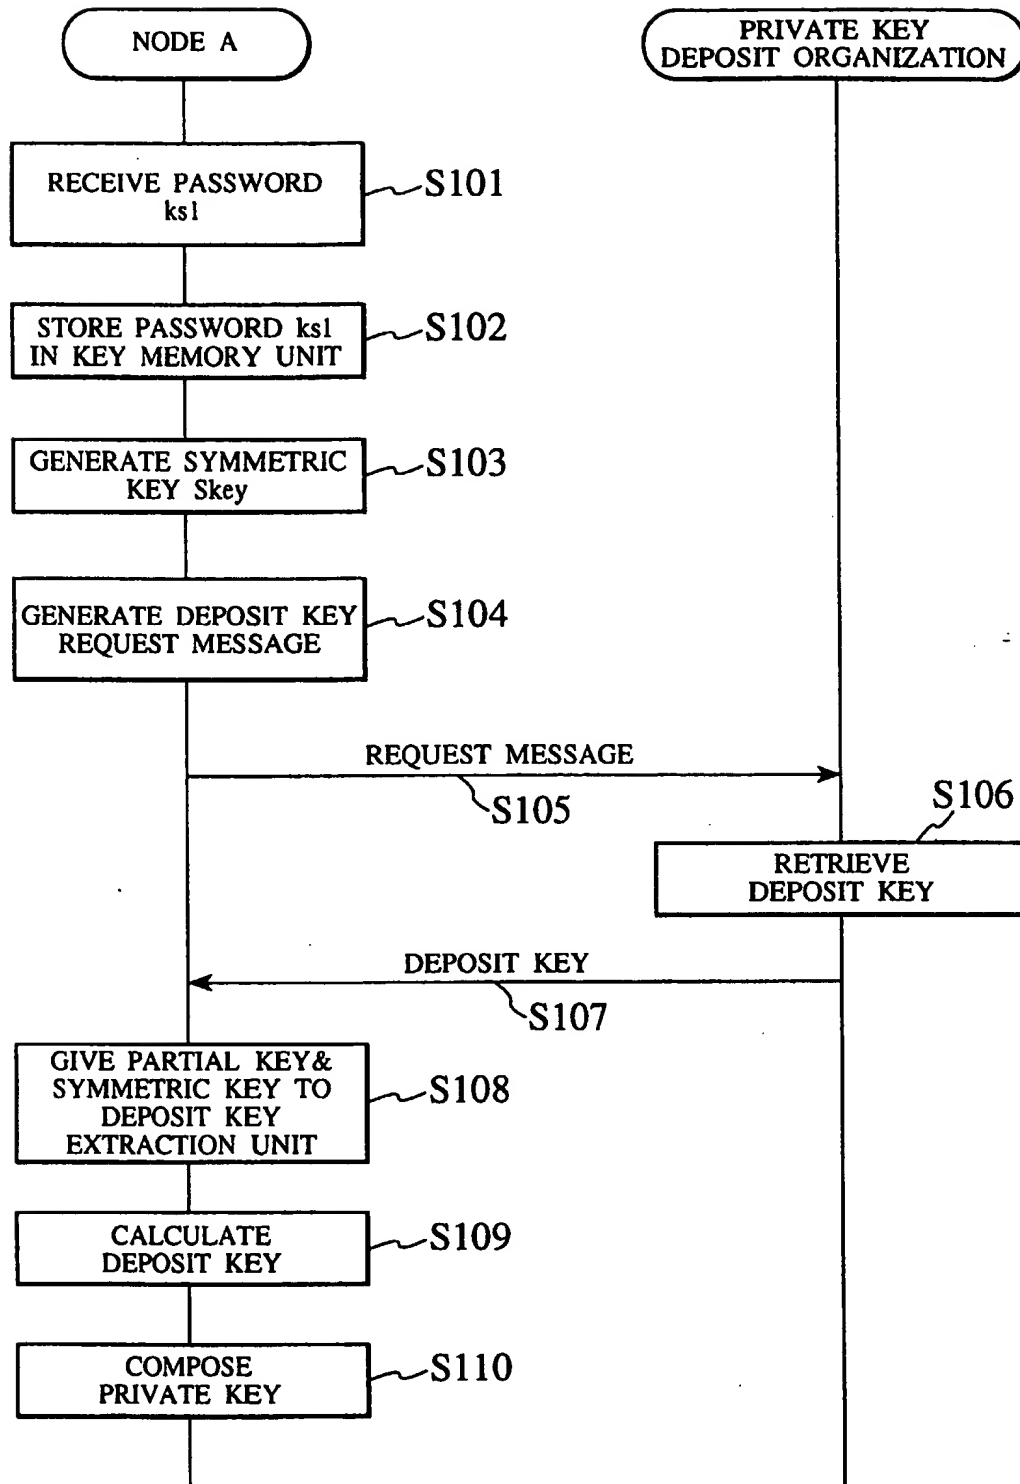 NODE A
PRIVATE KEY
DEPOSIT ORGANIZATION
RECEIVE PASSWORD
ks1
S101
STORE PASSWORD ks1
IN KEY MEMORY UNIT
S102
GENERATE SYMMETRIC
KEY Skey
S103
GENERATE DEPOSIT KEY
REQUEST MESSAGE
S104
REQUEST MESSAGE
S105
S106
RETRIEVE
DEPOSIT KEY
DEPOSIT KEY
S107
GIVE PARTIAL KEY&
SYMMETRIC KEY TO
DEPOSIT KEY
EXTRACTION UNIT
S108
CALCULATE
DEPOSIT KEY
S109
COMPOSE
PRIVATE KEY
S110